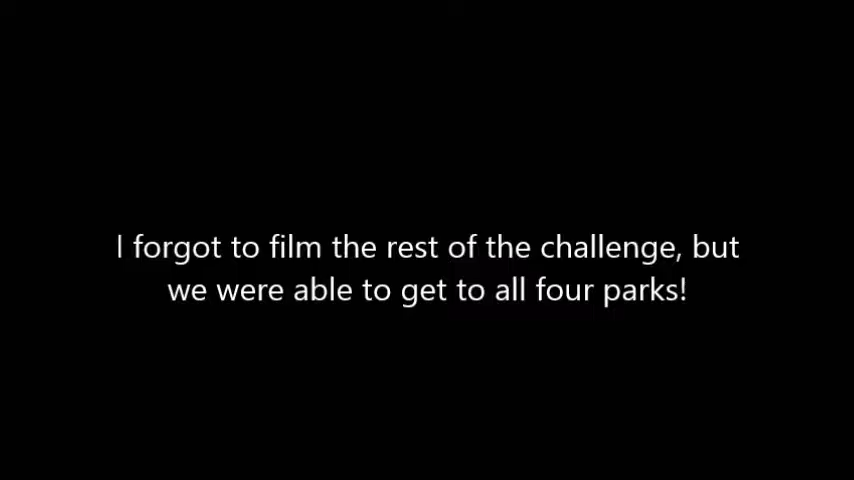 I forgot to film the rest of the challenge, but
we were able to get to all four parks!